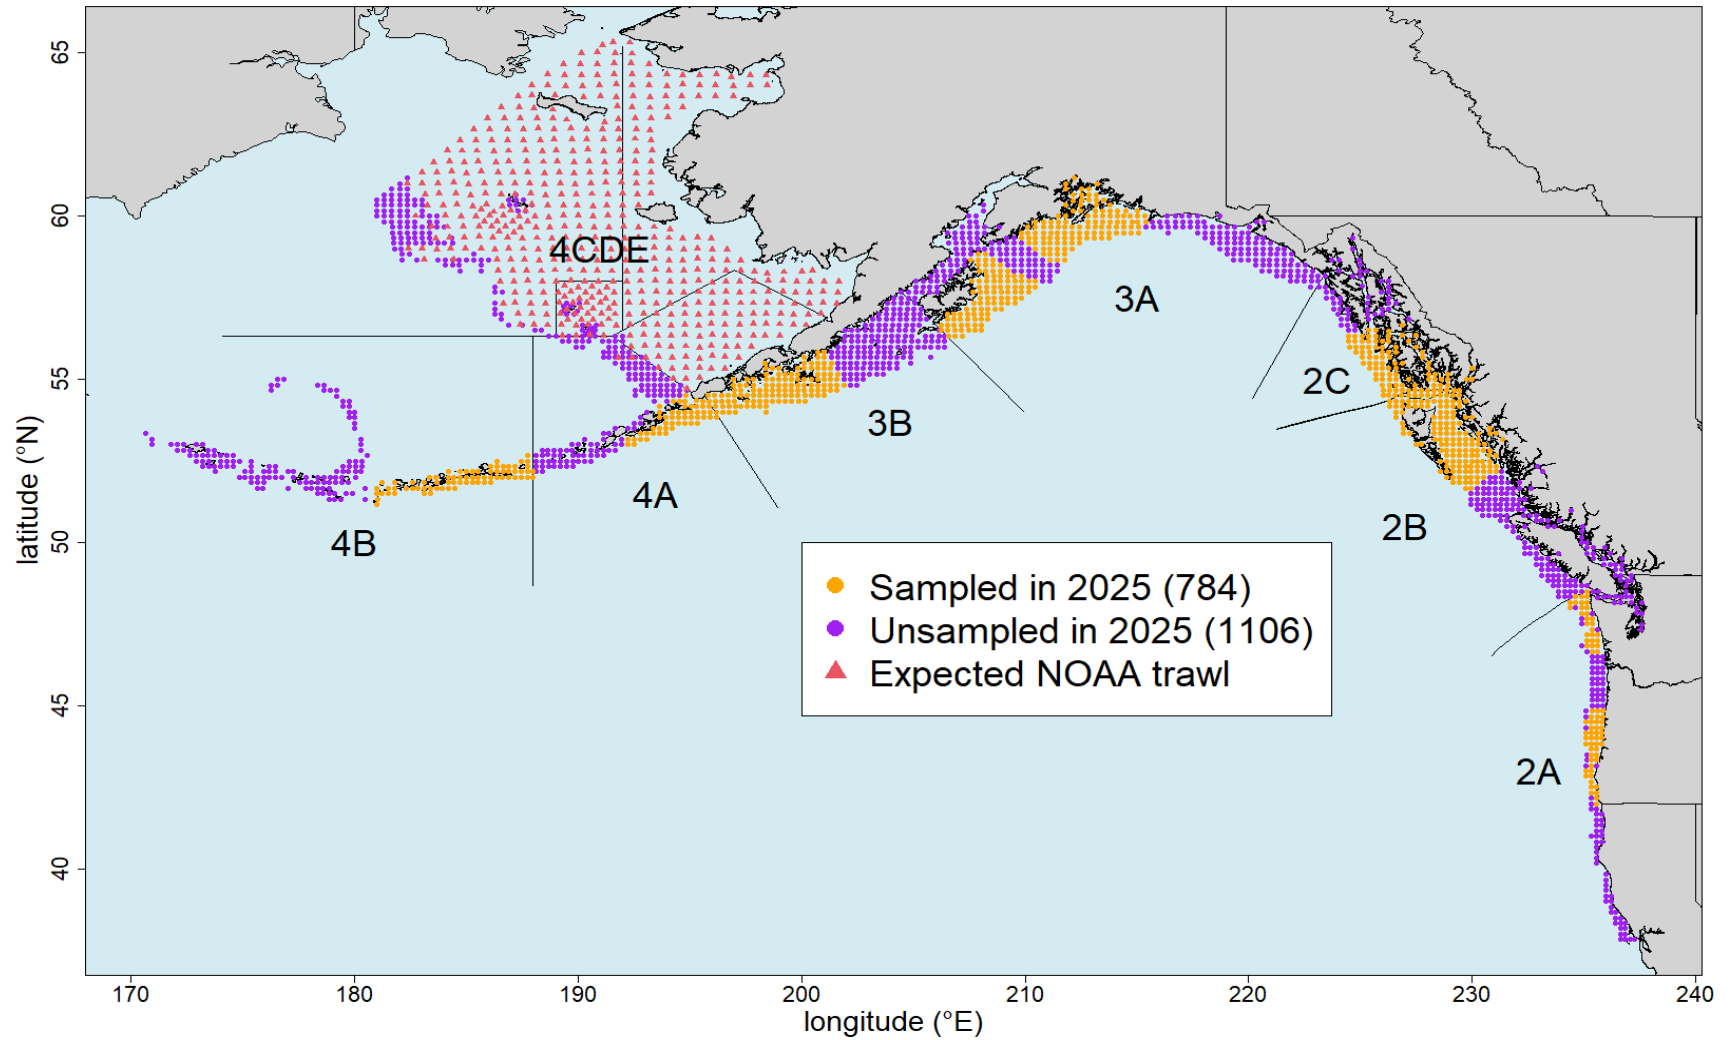 65
60
55
50
45
40
latitude (°N)
4CDE
3A
2C
3B
4A
2B
4B
2A
Sampled in 2025 (784)
Unsampled in 2025 (1106)
Expected NOAA trawl
170 180 190 200 210 220 230 240
longitude (°E)